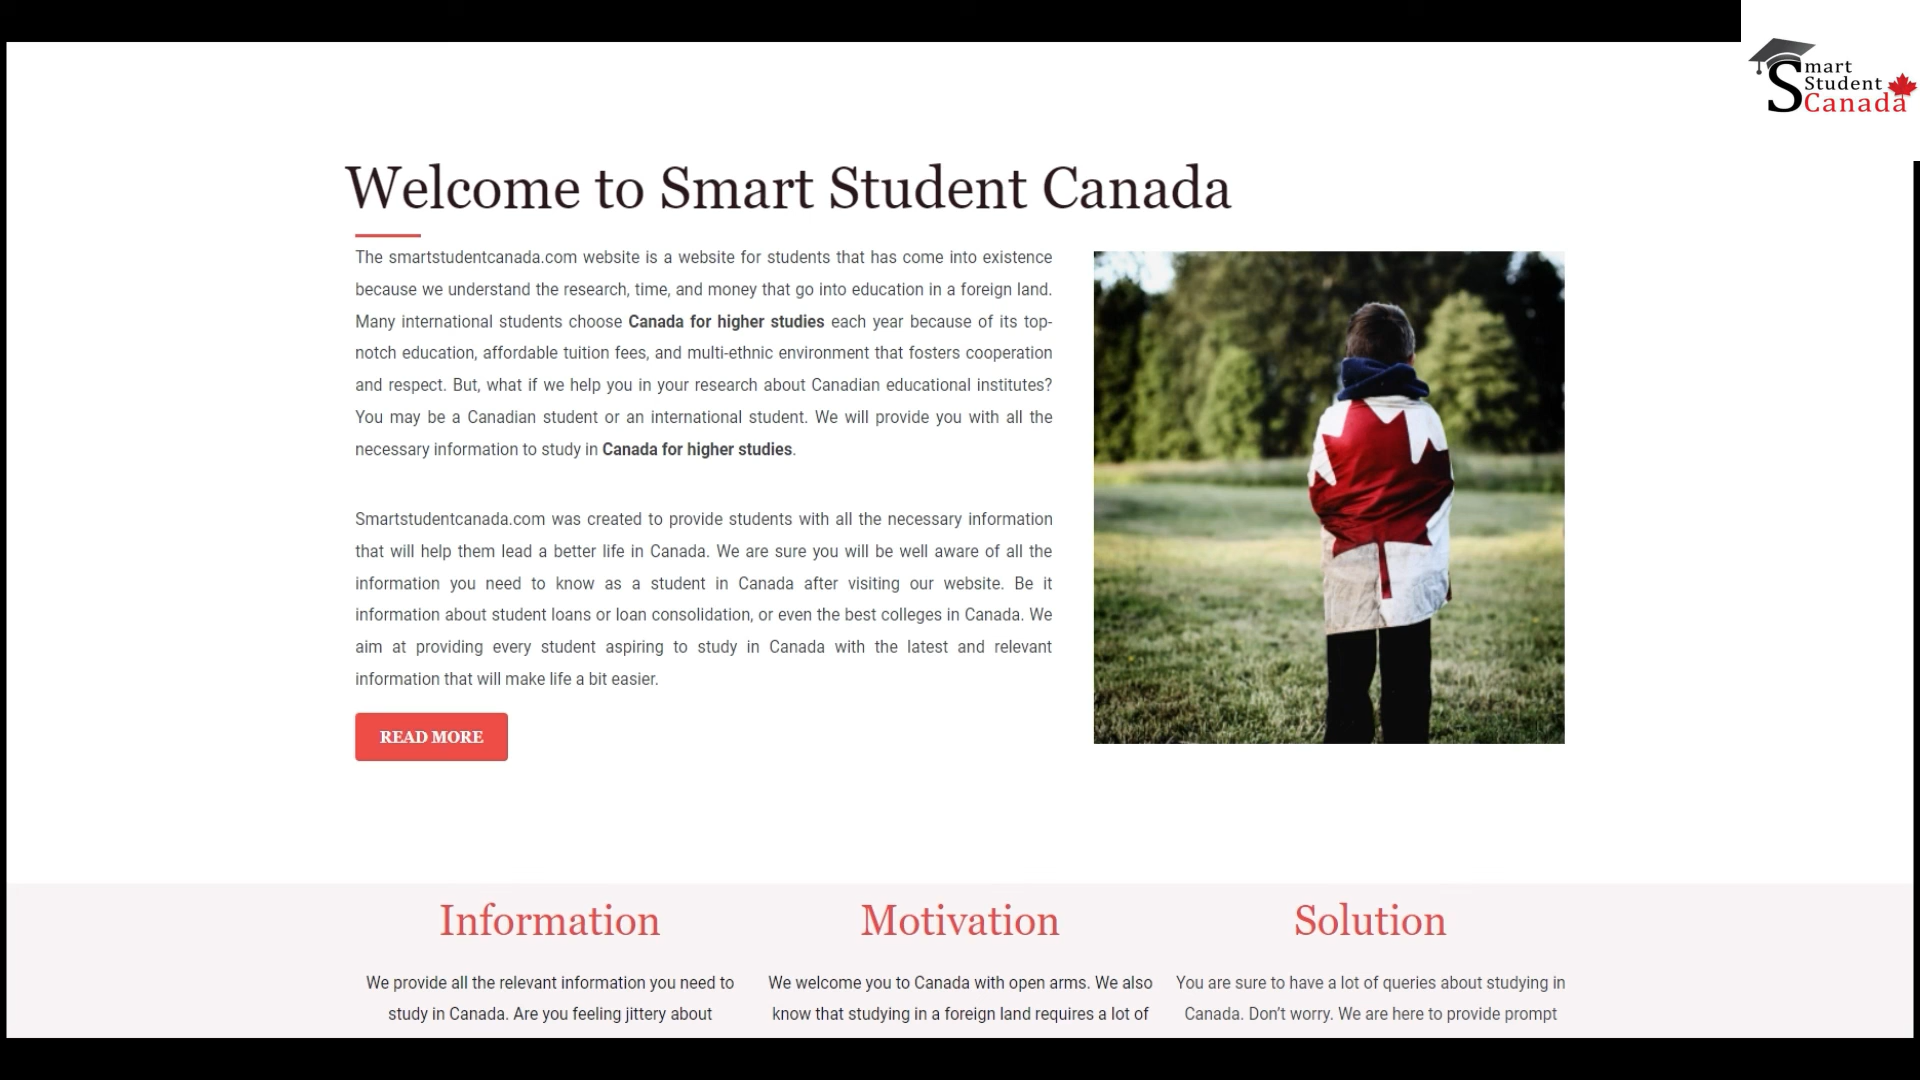 Smart
Student
Canada
Welcome to Smart Student Canada
The smartstudentcanada.com website is a website for students that has come into existence
because we understand the research, time, and money that go into education in a foreign land.
Many international students choose Canada for higher studies each year because of its top-
notch education, affordable tuition fees, and multi-ethnic environment that fosters cooperation
and respect. But, what if we help you in your research about Canadian educational institutes?
You may be a Canadian student or an international student. We will provide you with all the
necessary information to study in Canada for higher studies.
Smartstudentcanada.com was created to provide students with all the necessary information
that will help them lead a better life in Canada. We are sure you will be well aware of all the
information you need to know as a student in Canada after visiting our website. Be it
information about student loans or loan consolidation, or even the best colleges in Canada. We
aim at providing every student aspiring to study in Canada with the latest and relevant
information that will make life a bit easier.
READ MORE
Information
We provide all the relevant information you need to
study in Canada. Are you feeling jittery about
Motivation
We welcome you to Canada with open arms. We also
know that studying in a foreign land requires a lot of
Solution
You are sure to have a lot of queries about studying in
Canada. Don’t worry. We are here to provide prompt